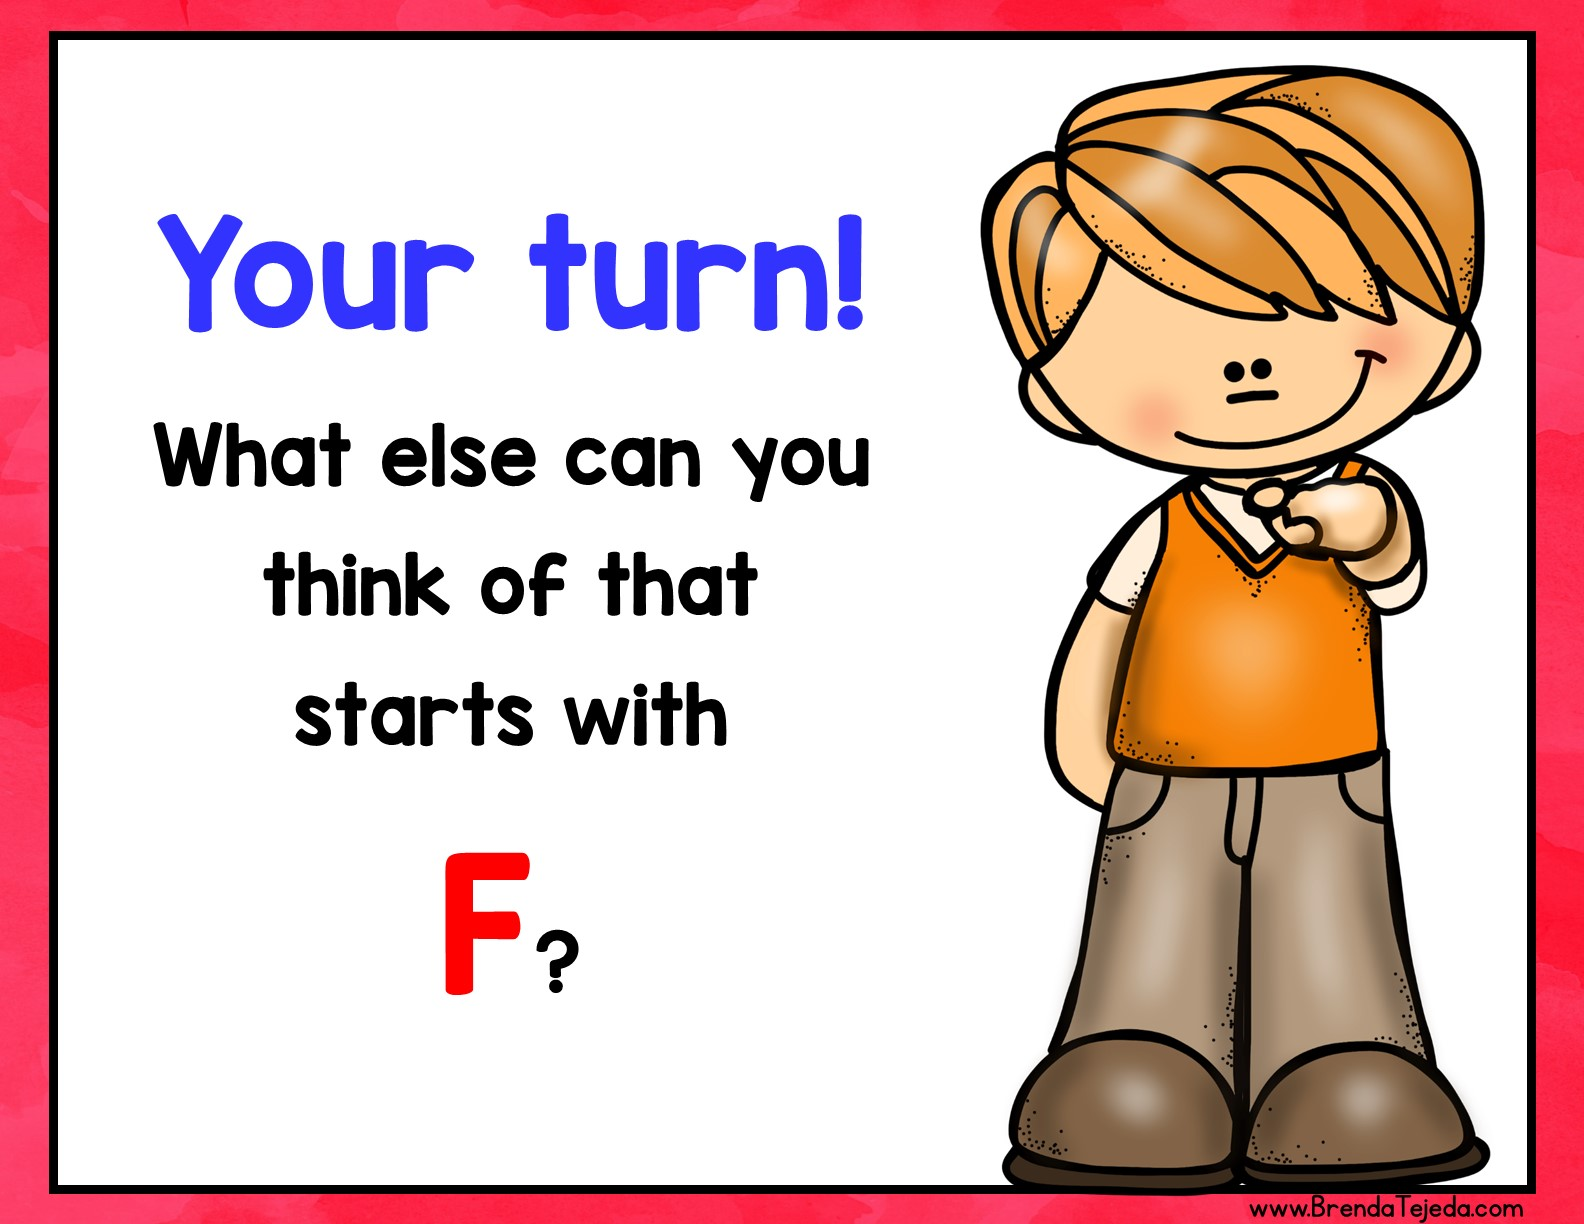 Your turn!
What else can you
think of that
starts with
F?
www.BrendaTejeda.com